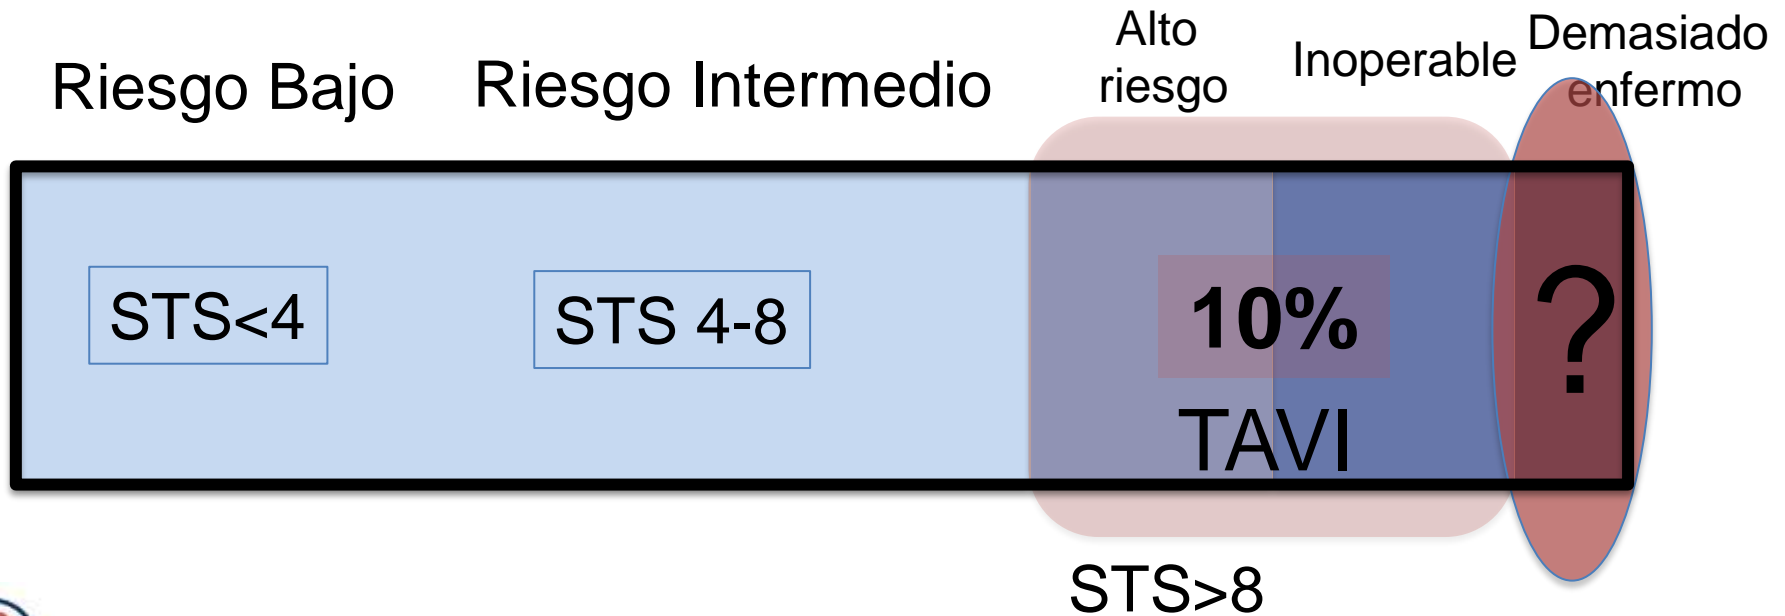 Riesgo Bajo
Riesgo Intermedio
Alto
riesgo
Inoperable
Demasiado
enfermo
STS<4
STS 4-8
10%
TAVI
?
STS>8